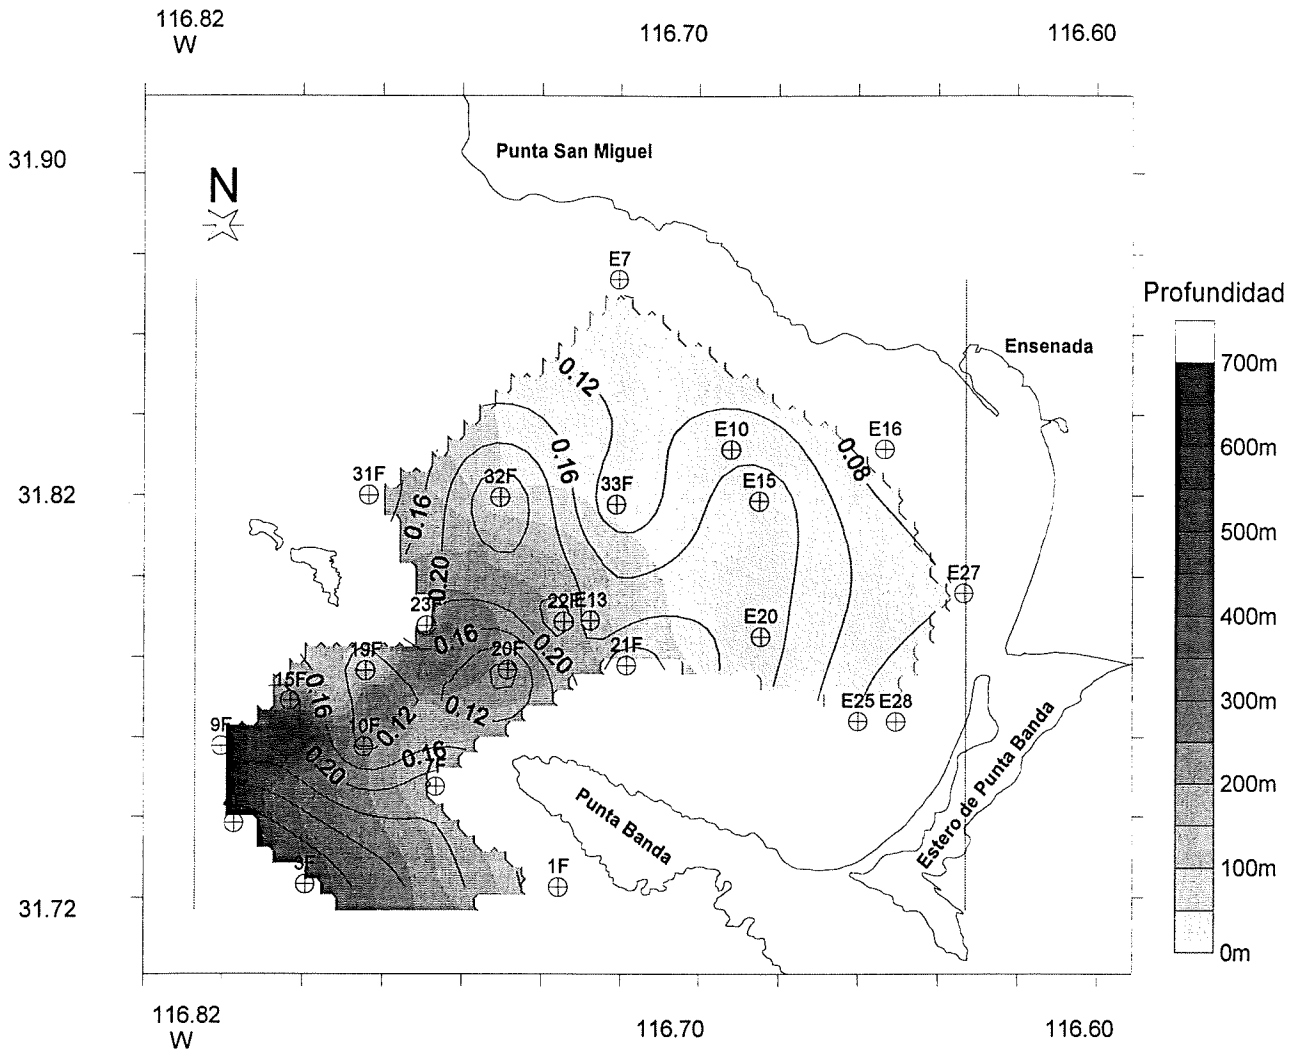 116.82
W
116.70
116.60
31.90
Punta San Miguel
N
E7
Profundidad
Ensenada
700m
0.12
E10
E16
600m
0.16
0.08
31F
32F
33F
E15
31.82
0.16
500m
0.20
E27
23F
22F
E13
400m
0.16
0.20
E20
19F
20F
21F
15F
0.16
300m
0.12
0.12
E25
E28
9F
10F
0.16
0.20
200m
Punta Banda
Estero de Punta Banda
3F
1F
100m
31.72
0m
116.82
W
116.70
116.60